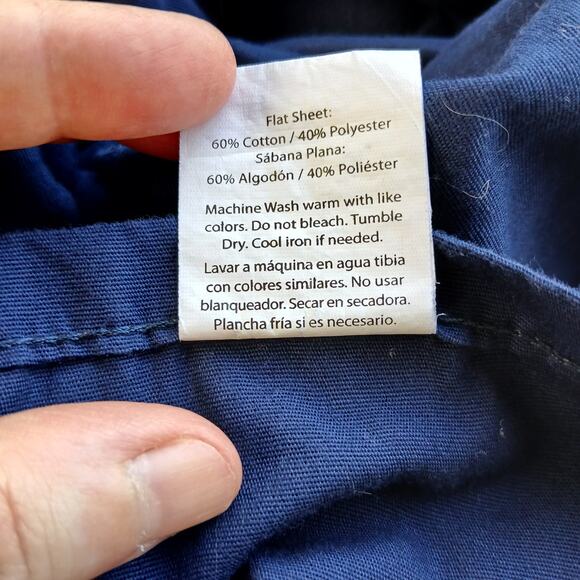 Flat Sheet:
60% Cotton / 40% Polyester
Sábana Plana:
60% Algodón / 40% Poliéster
Machine Wash warm with like
colors. Do not bleach. Tumble
Dry. Cool iron if needed.
Lavar a máquina en agua tibia
con colores similares. No usar
blanqueador. Secar en secadora.
Plancha fría si es necesario.